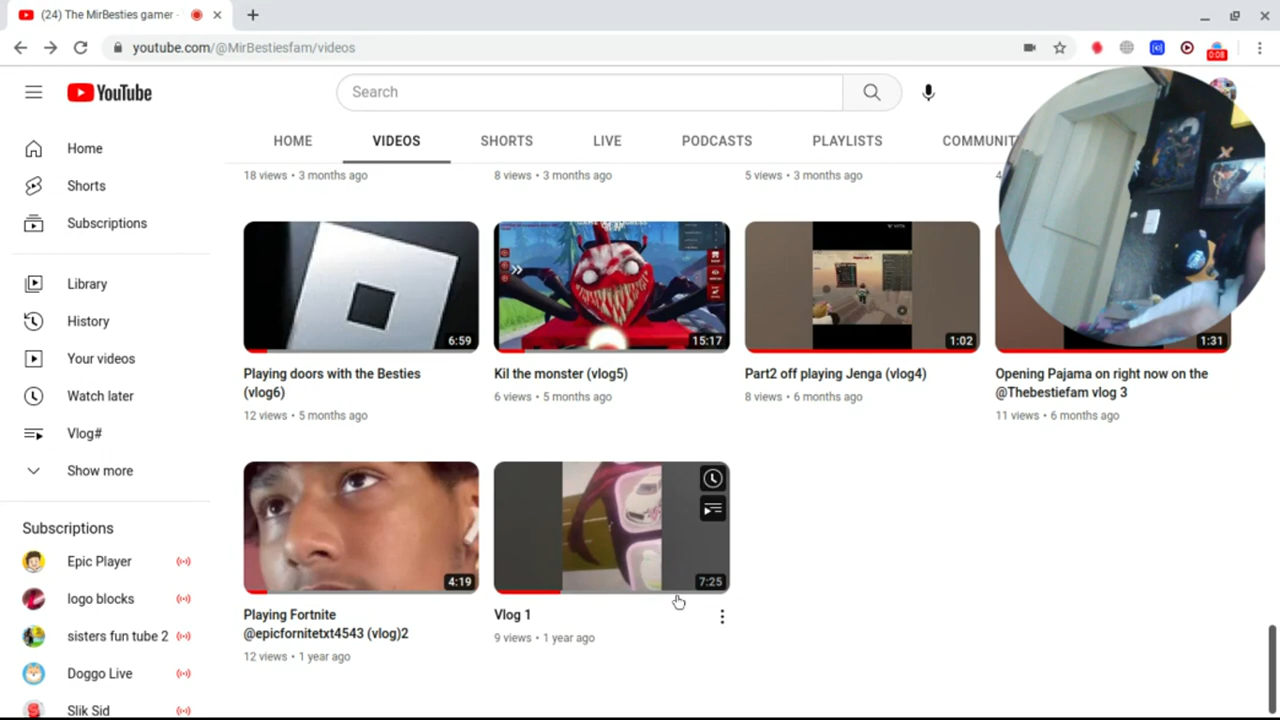 (24) The MirBesties gamer -
youtube.com/@MirBestiesfam/videos
0:08
YouTube
Search
HOME
VIDEOS
SHORTS
LIVE
PODCASTS
PLAYLISTS
COMMUNIT
Home
Shorts
Subscriptions
Library
History
Your videos
Watch later
Vlog#
Show more
Subscriptions
Epic Player
logo blocks
sisters fun tube 2
Doggo Live
Slik Sid
18 views • 3 months ago
8 views • 3 months ago
5 views • 3 months ago
6:59
Playing doors with the Besties
(vlog6)
12 views • 5 months ago
15:17
Kil the monster (vlog5)
6 views • 5 months ago
1:02
Part2 off playing Jenga (vlog4)
8 views • 6 months ago
1:31
Opening Pajama on right now on the
@Thebestiefam vlog 3
11 views • 6 months ago
4:19
Playing Fortnite
@epicfornitetxt4543 (vlog)2
12 views • 1 year ago
7:25
Vlog 1
9 views • 1 year ago